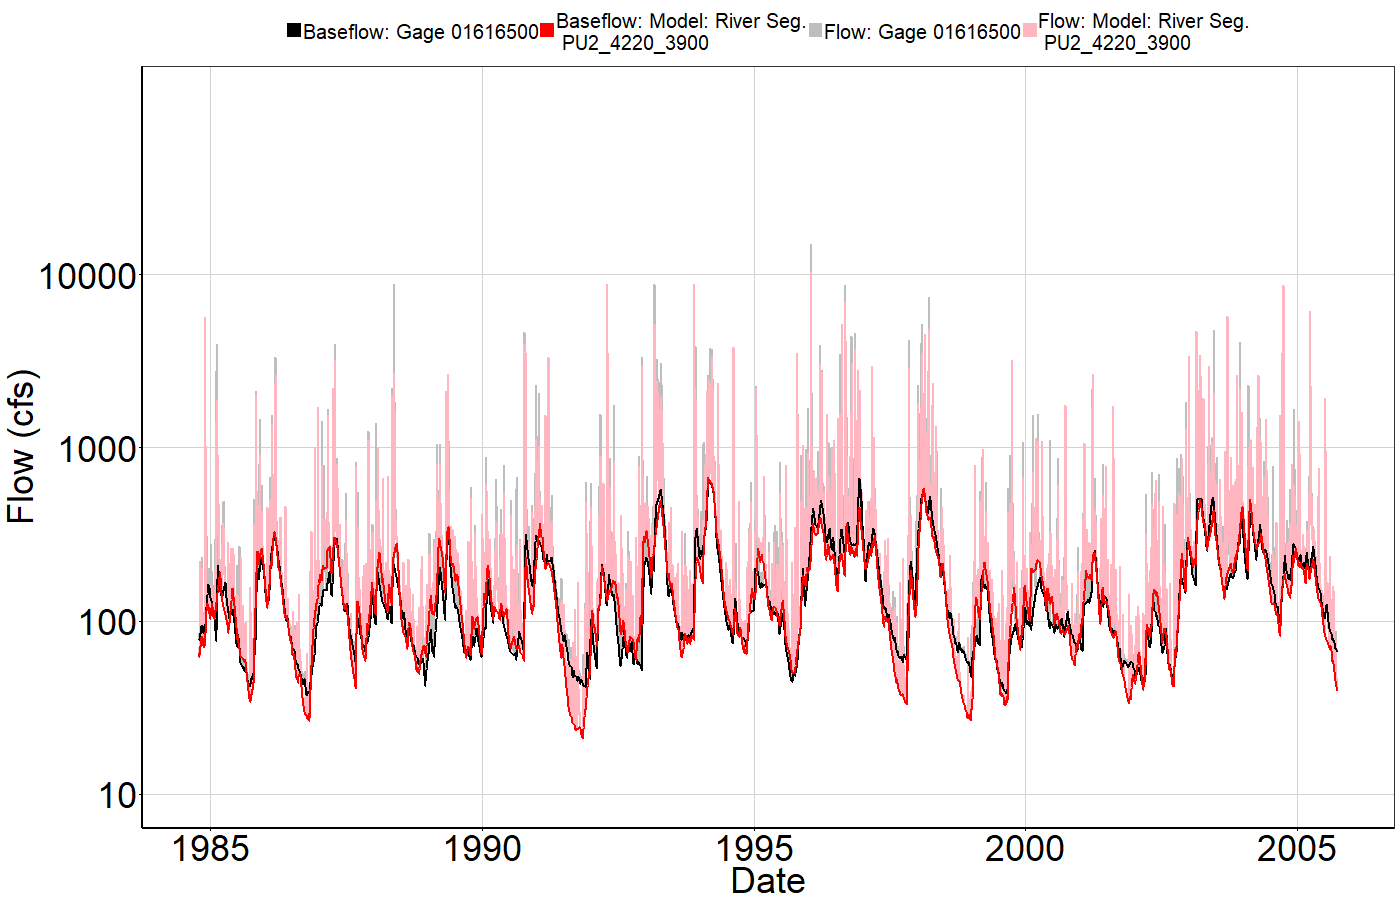 Baseflow: Gage 01616500
Baseflow: Model: River Seg.
PU2_4220_3900
Flow: Gage 01616500
Flow: Model: River Seg.
PU2_4220_3900
Flow (cfs)
10000
1000
100
10
1985
1990
1995
2000
2005
Date